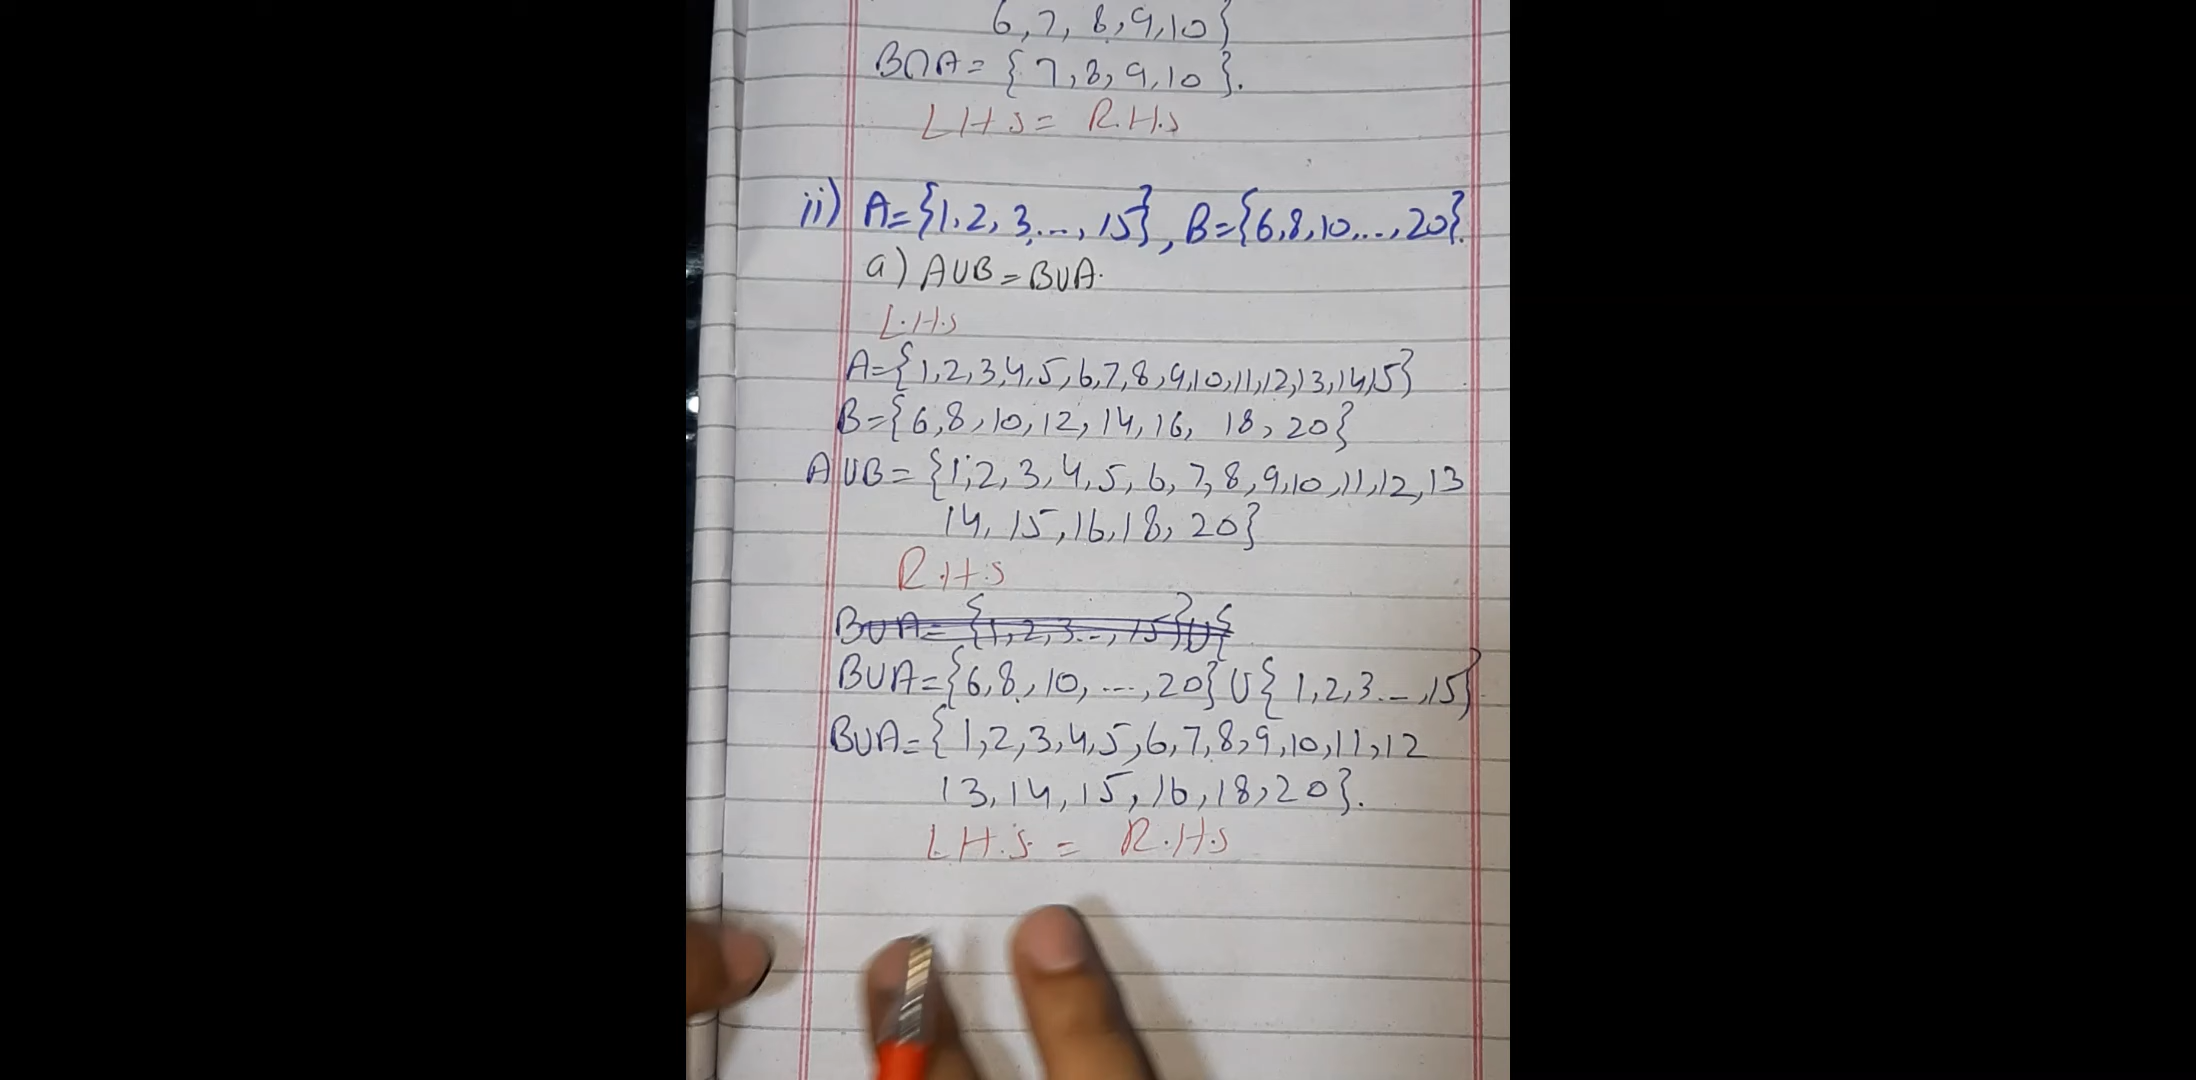 6,7, 8,9,10}
B∩A= {7,8,9,10}.
L H S = R.H.S
ii) A={1,2,3...,15}, B={6,8,10...,20}.
a) A∪B=B∪A.
L.H.S
A={1,2,3,4,5,6,7,8,9,10,11,12,13,14,15}
B={6,8,10,12,14,16, 18,20}
A∪B={1,2,3,4,5,6,7,8,9,10,11,12,13
14,15,16,18,20}
R.H.S
B∪A={1,2,3...,15}∪{
B∪A={6,8,10,...,20}∪{1,2,3...,15}.
B∪A={1,2,3,4,5,6,7,8,9,10,11,12
13,14,15,16,18,20}.
L.H.S = R.H.S